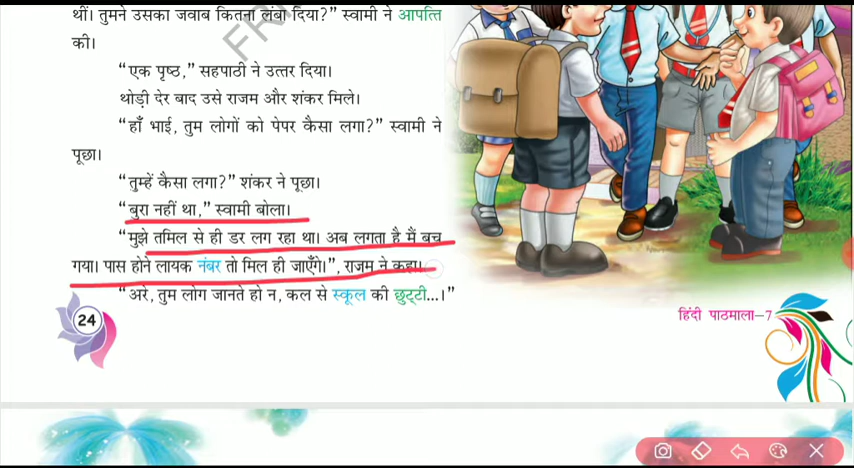 थीं। तुमने उसका जवाब कितना लंबा दिया?” स्वामी ने आपत्ति
की।
“एक पृष्ठ,” सहपाठी ने उत्तर दिया।
थोड़ी देर बाद उसे राजम और शंकर मिले।
“हाँ भाई, तुम लोगों को पेपर कैसा लगा?” स्वामी ने
पूछा।
“तुम्हें कैसा लगा?” शंकर ने पूछा।
“बुरा नहीं था,” स्वामी बोला।
“मुझे तमिल से ही डर लग रहा था। अब लगता है मैं बच
गया। पास होने लायक नंबर तो मिल ही जाएँगे।”, राजम ने कहा।
“अरे, तुम लोग जानते हो न, कल से स्कूल की छुट्टी...।”
24
हिंदी पाठमाला–7